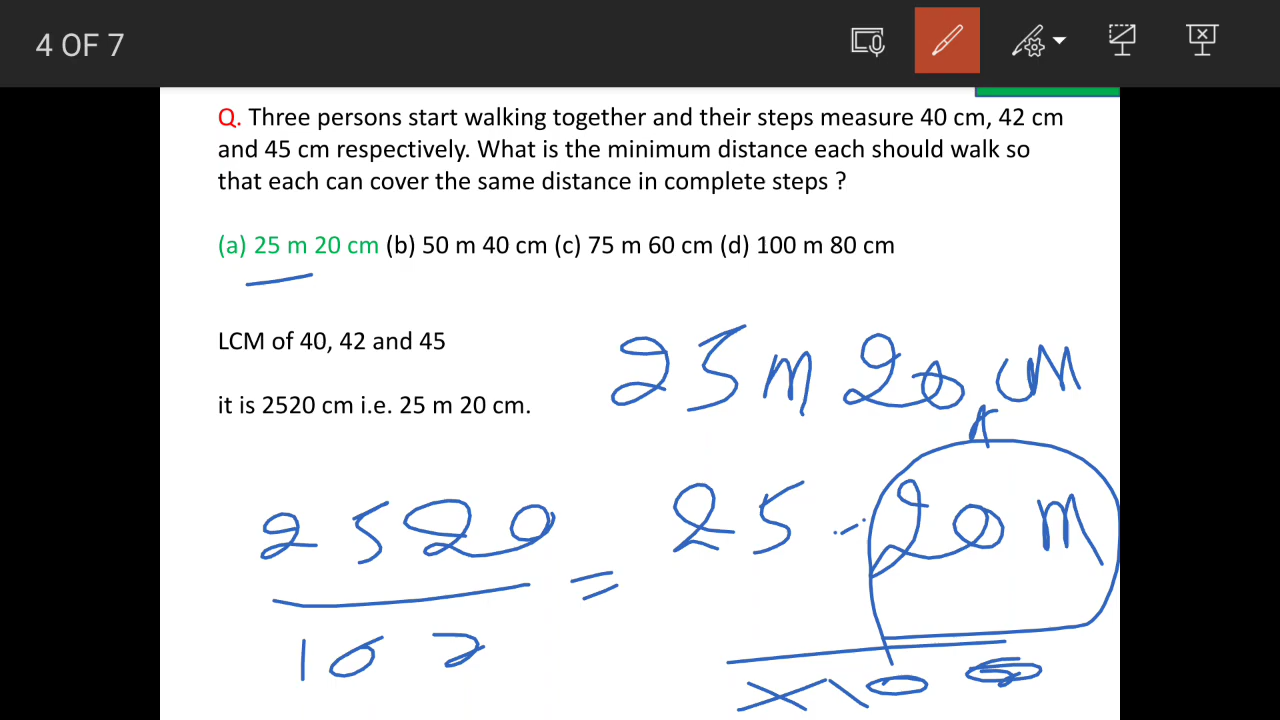 4 OF 7
Q. Three persons start walking together and their steps measure 40 cm, 42 cm
and 45 cm respectively. What is the minimum distance each should walk so
that each can cover the same distance in complete steps ?
(a) 25 m 20 cm (b) 50 m 40 cm (c) 75 m 60 cm (d) 100 m 80 cm
LCM of 40, 42 and 45
25 m 20 cm
it is 2520 cm i.e. 25 m 20 cm.
2520 = 25 . 20 m